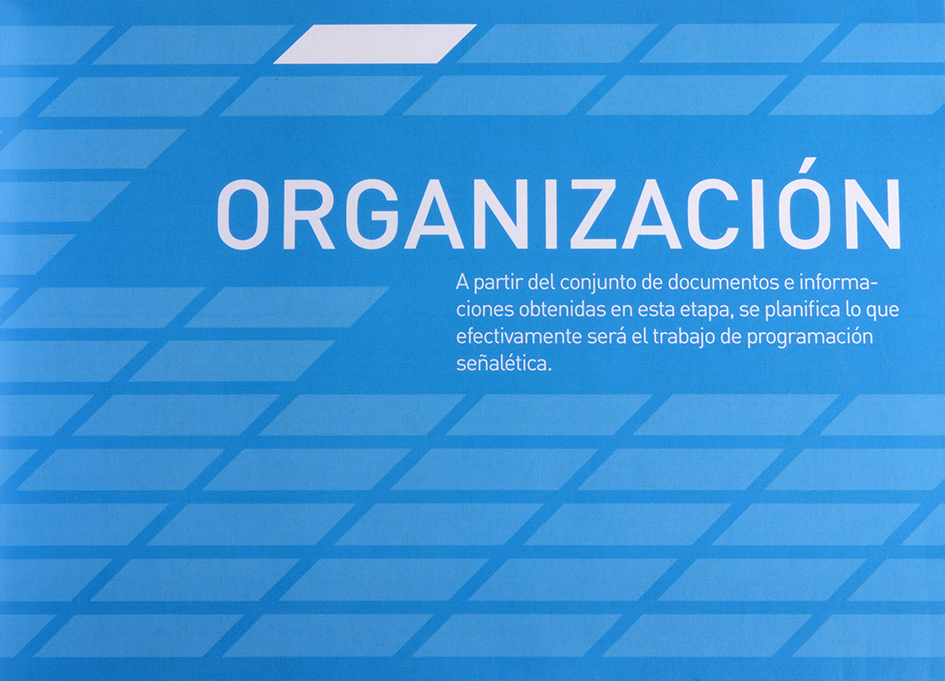 ORGANIZACIÓN
A partir del conjunto de documentos e informa-
ciones obtenidas en esta etapa, se planifica lo que
efectivamente será el trabajo de programación
señalética.